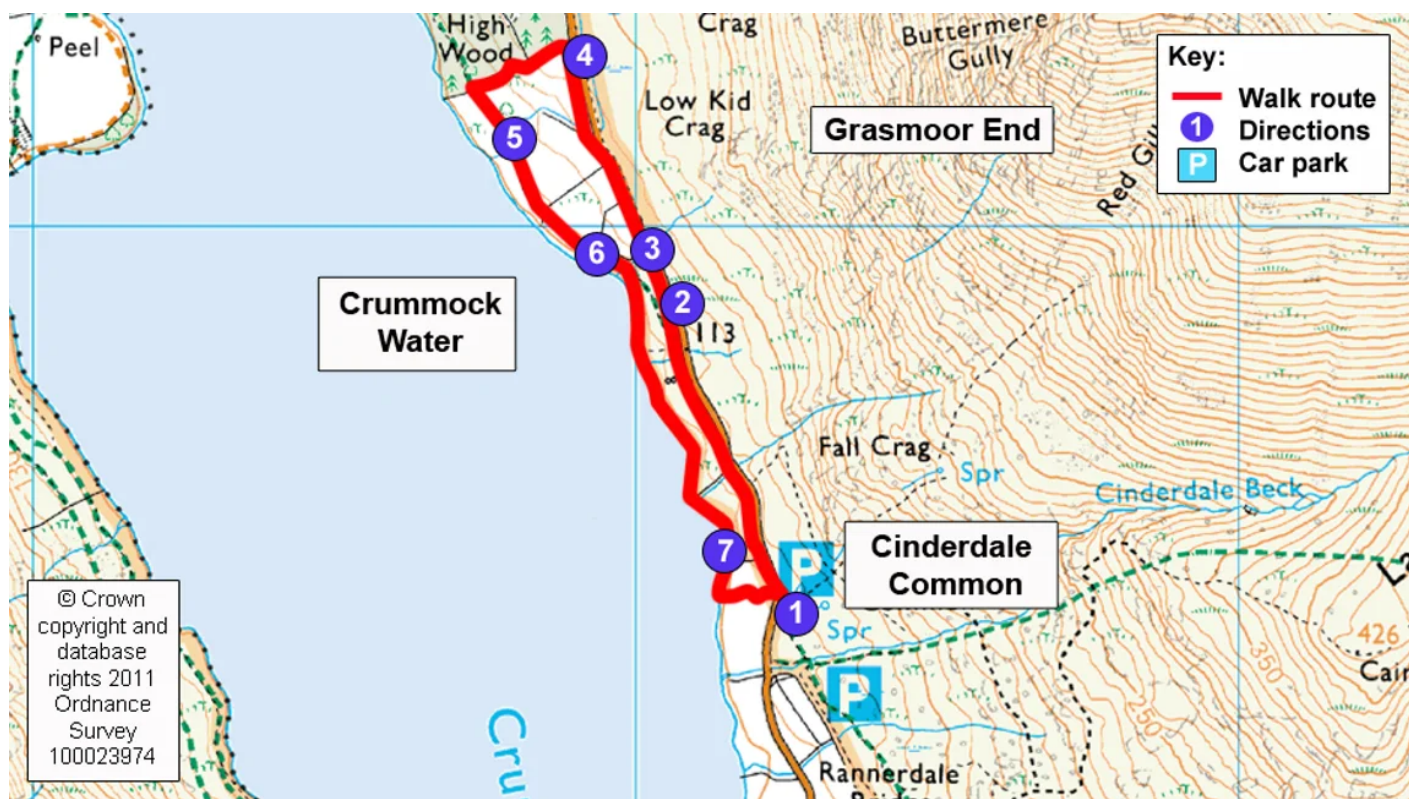 Peel
High
Wood
Crag
Buttermere
Gully
Key:
Walk route
1 Directions
P Car park
4
Low Kid
Crag
Grasmoor End
5
Red Gi
3
6
2
Crummock
Water
113
Fall Crag
Spr
Cinderdale Beck
7
P
Cinderdale
Common
1
Spr
© Crown
copyright and
database
rights 2011
Ordnance
Survey
100023974
P
426
Cair
350
250
Cru
Rannerdale